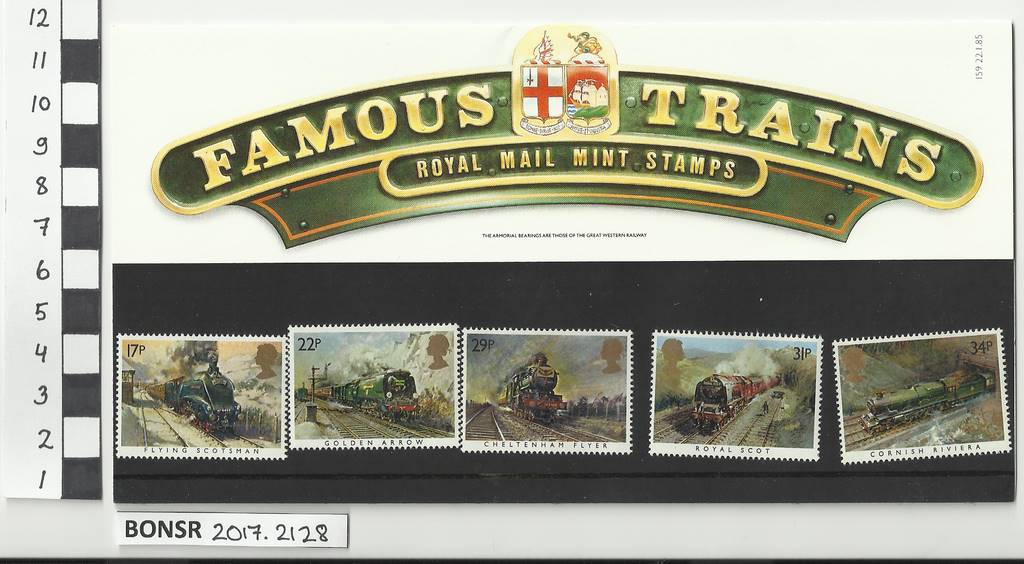 12
11
10
9
8
7
6
5
4
3
2
1
159 22.1.85
FAMOUS TRAINS
ROYAL MAIL MINT STAMPS
THE ARMORIAL BEARINGS ARE THOSE OF THE GREAT WESTERN RAILWAY
17P
FLYING SCOTSMAN
22P
GOLDEN ARROW
29P
CHELTENHAM FLYER
31P
ROYAL SCOT
34P
CORNISH RIVIERA
BONSR 2017.2128